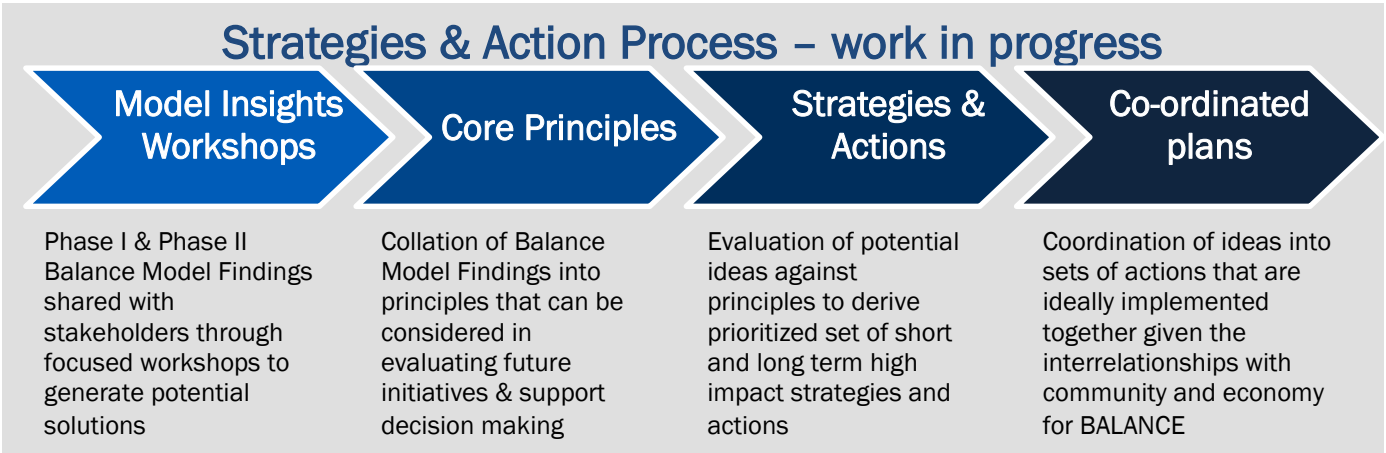 Strategies & Action Process – work in progress
Model Insights
Workshops
Core Principles
Strategies &
Actions
Co-ordinated
plans
Phase I & Phase II
Balance Model Findings
shared with
stakeholders through
focused workshops to
generate potential
solutions
Collation of Balance
Model Findings into
principles that can be
considered in
evaluating future
initiatives & support
decision making
Evaluation of potential
ideas against
principles to derive
prioritized set of short
and long term high
impact strategies and
actions
Coordination of ideas into
sets of actions that are
ideally implemented
together given the
interrelationships with
community and economy
for BALANCE